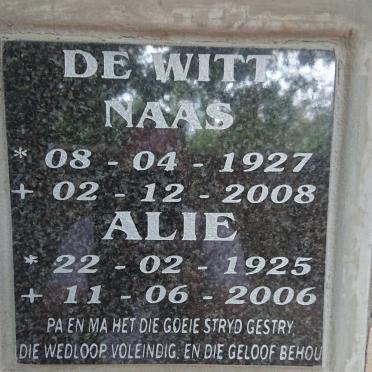 DE WITT
NAAS
* 08 - 04 - 1927
+ 02 - 12 - 2008
ALIE
* 22 - 02 - 1925
+ 11 - 06 - 2006
PA EN MA HET DIE GOEIE STRYD GESTRY,
DIE WEDLOOP VOLEINDIG, EN DIE GELOOF BEHOU